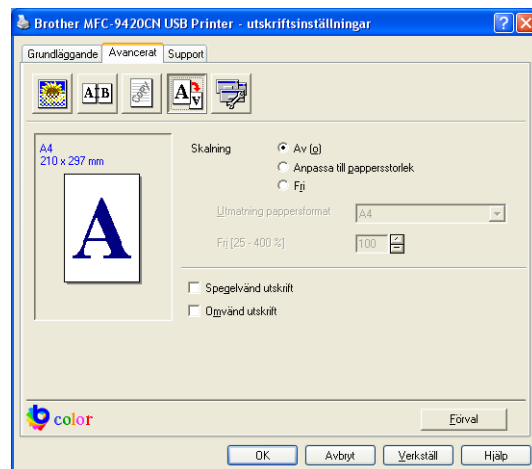 Brother MFC-9420CN USB Printer - utskriftsinställningar
Grundläggande Avancerat Support
A B
A A
A4
210 x 297 mm
A
Skalning Av (o)
Anpassa till pappersstorlek
Fri
Utmatning pappersformat A4
Fri [25 - 400 %] 100
Spegelvänd utskrift
Omvänd utskrift
color
Förval
OK Avbryt Verkställ Hjälp